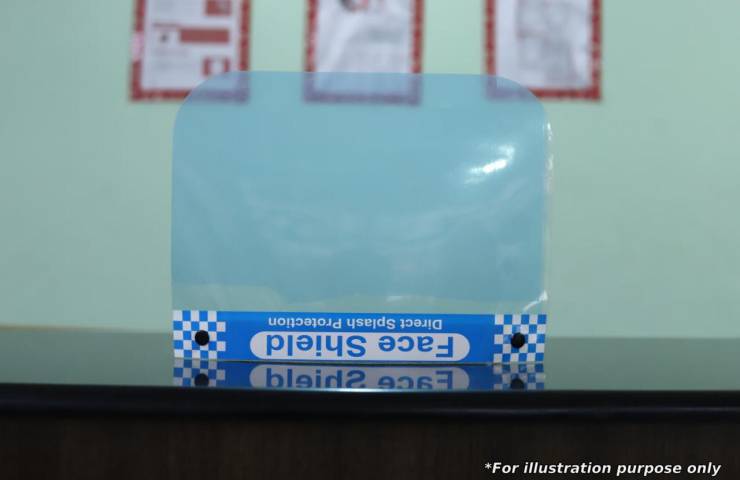 Face Shield
Direct Splash Protection
*For illustration purpose only